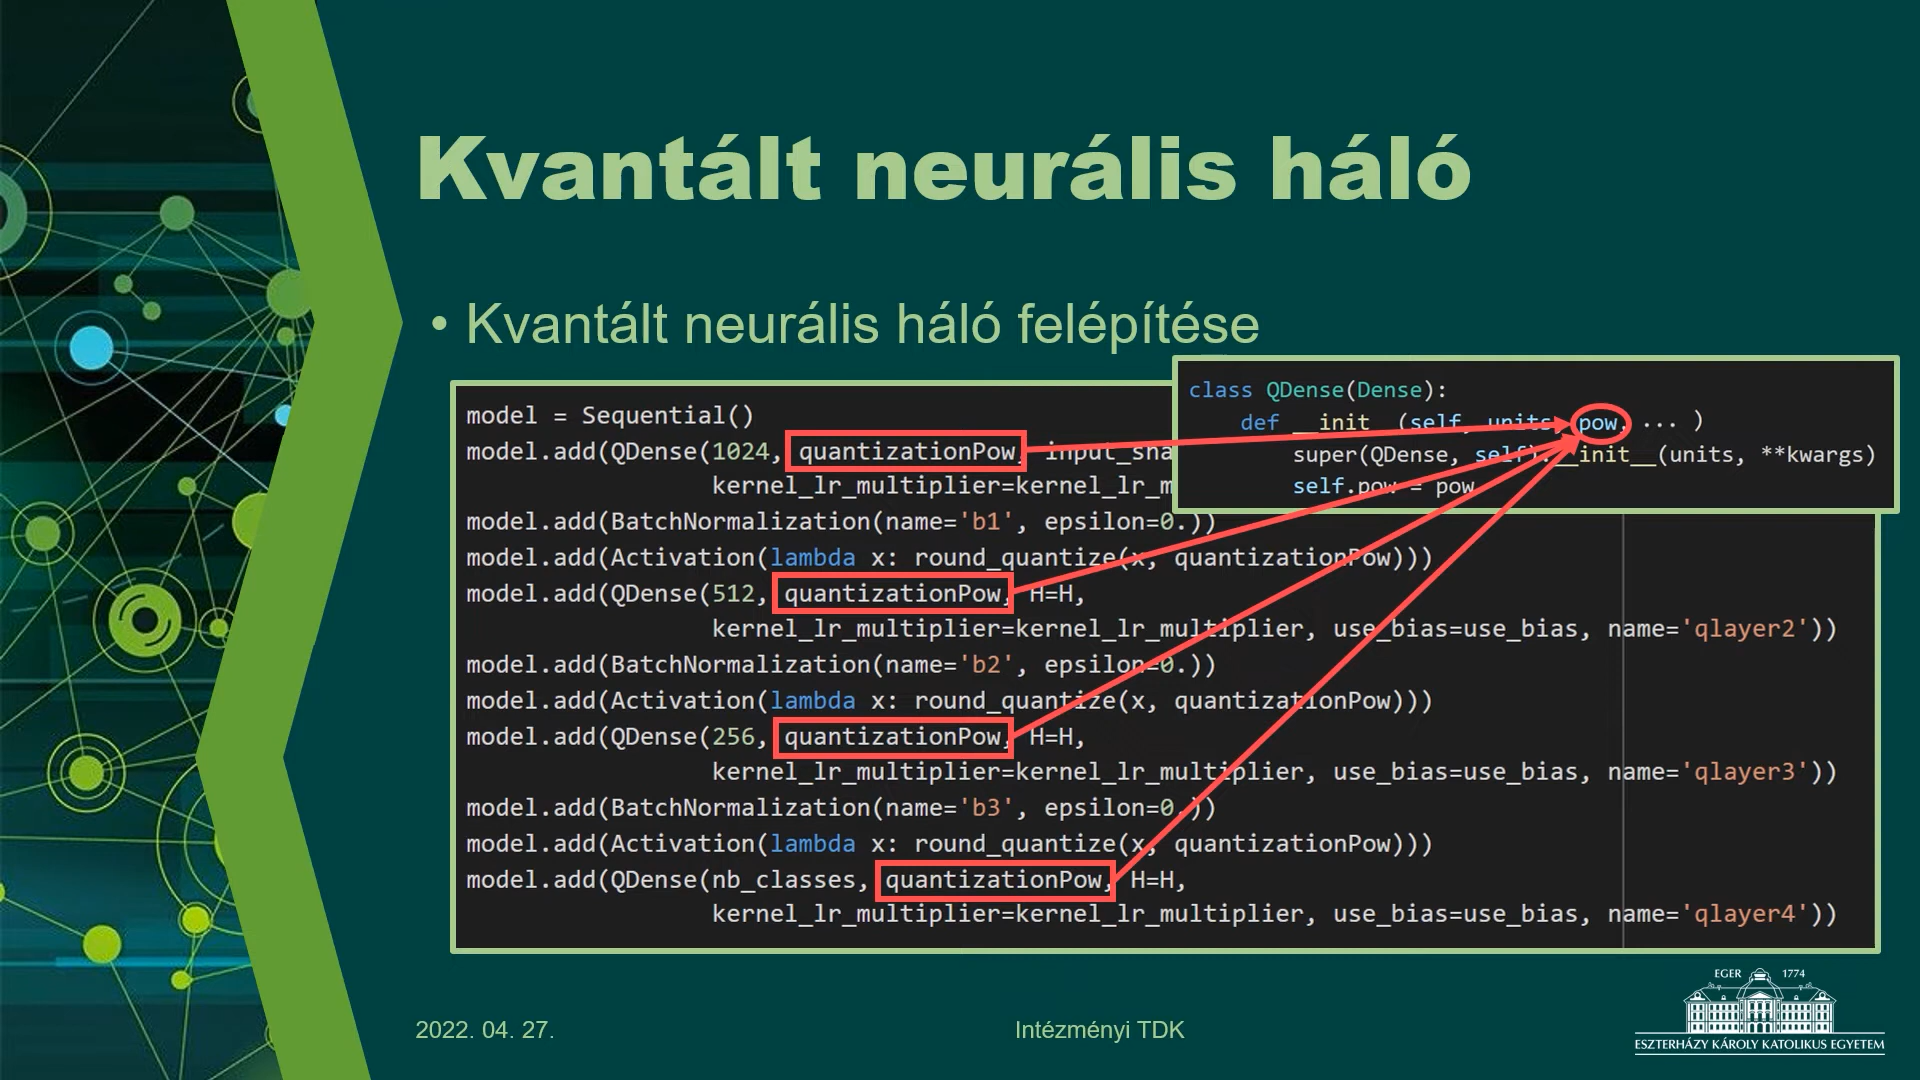 Kvantált neurális háló
• Kvantált neurális háló felépítése
class QDense(Dense):
def __init__(self, units, pow, ... )
super(QDense, self).__init__(units, **kwargs)
self.pow = pow
model = Sequential()
model.add(QDense(1024, quantizationPow, input_sha
kernel_lr_multiplier=kernel_lr_m
model.add(BatchNormalization(name='b1', epsilon=0.))
model.add(Activation(lambda x: round_quantize(x, quantizationPow)))
model.add(QDense(512, quantizationPow, H=H,
kernel_lr_multiplier=kernel_lr_multiplier, use_bias=use_bias, name='qlayer2'))
model.add(BatchNormalization(name='b2', epsilon=0.))
model.add(Activation(lambda x: round_quantize(x, quantizationPow)))
model.add(QDense(256, quantizationPow, H=H,
kernel_lr_multiplier=kernel_lr_multiplier, use_bias=use_bias, name='qlayer3'))
model.add(BatchNormalization(name='b3', epsilon=0.))
model.add(Activation(lambda x: round_quantize(x, quantizationPow)))
model.add(QDense(nb_classes, quantizationPow, H=H,
kernel_lr_multiplier=kernel_lr_multiplier, use_bias=use_bias, name='qlayer4'))
2022. 04. 27.
Intézményi TDK
EGER 1774
ESZTERHÁZY KÁROLY KATOLIKUS EGYETEM